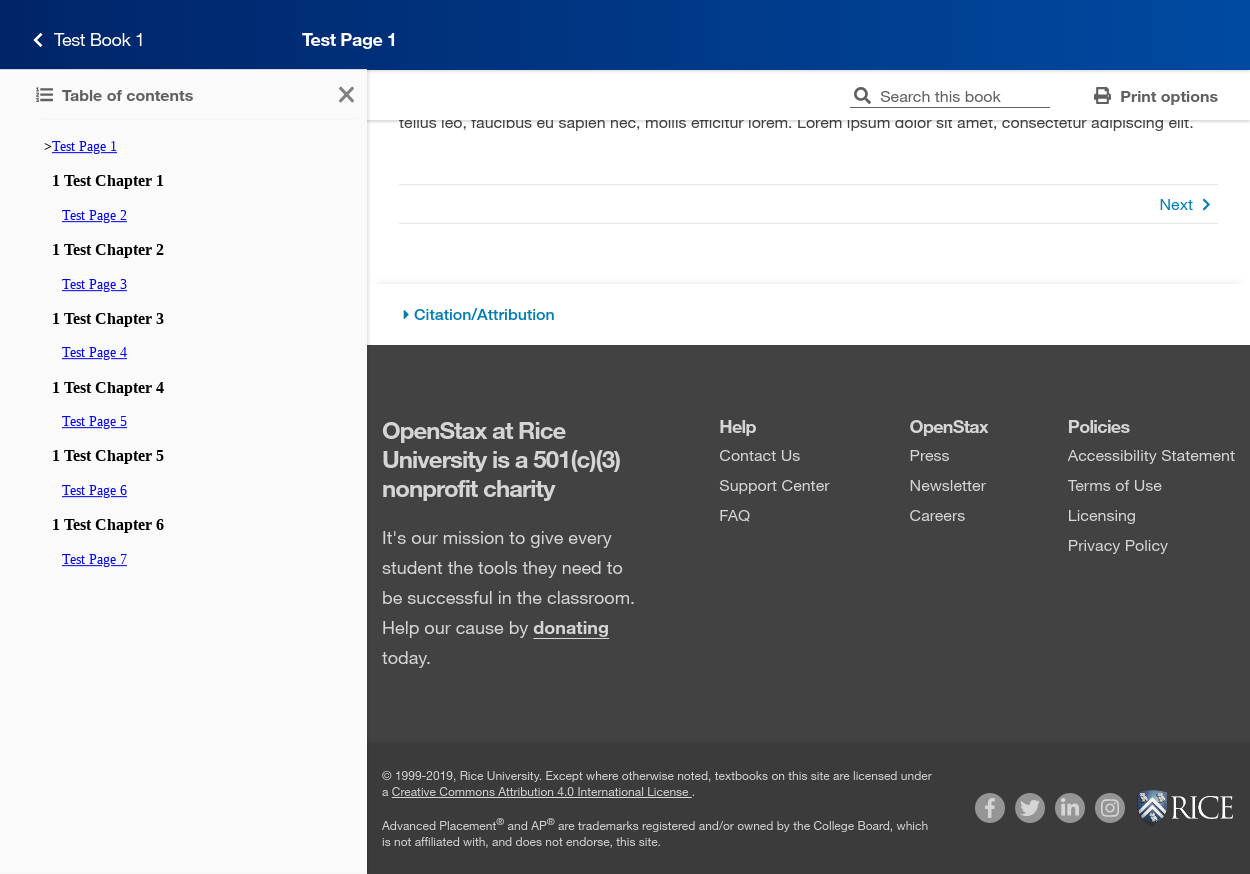 Test Book 1
Test Page 1
Table of contents
>Test Page 1
1 Test Chapter 1
Test Page 2
1 Test Chapter 2
Test Page 3
1 Test Chapter 3
Test Page 4
1 Test Chapter 4
Test Page 5
1 Test Chapter 5
Test Page 6
1 Test Chapter 6
Test Page 7
Search this book
Print options
tellus leo, faucibus eu sapien nec, mollis efficitur lorem. Lorem ipsum dolor sit amet, consectetur adipiscing elit.
Next
Citation/Attribution
OpenStax at Rice
University is a 501(c)(3)
nonprofit charity
It's our mission to give every
student the tools they need to
be successful in the classroom.
Help our cause by donating
today.
Help
Contact Us
Support Center
FAQ
OpenStax
Press
Newsletter
Careers
Policies
Accessibility Statement
Terms of Use
Licensing
Privacy Policy
© 1999-2019, Rice University. Except where otherwise noted, textbooks on this site are licensed under
a Creative Commons Attribution 4.0 International License .
Advanced Placement® and AP® are trademarks registered and/or owned by the College Board, which
is not affiliated with, and does not endorse, this site.
RICE